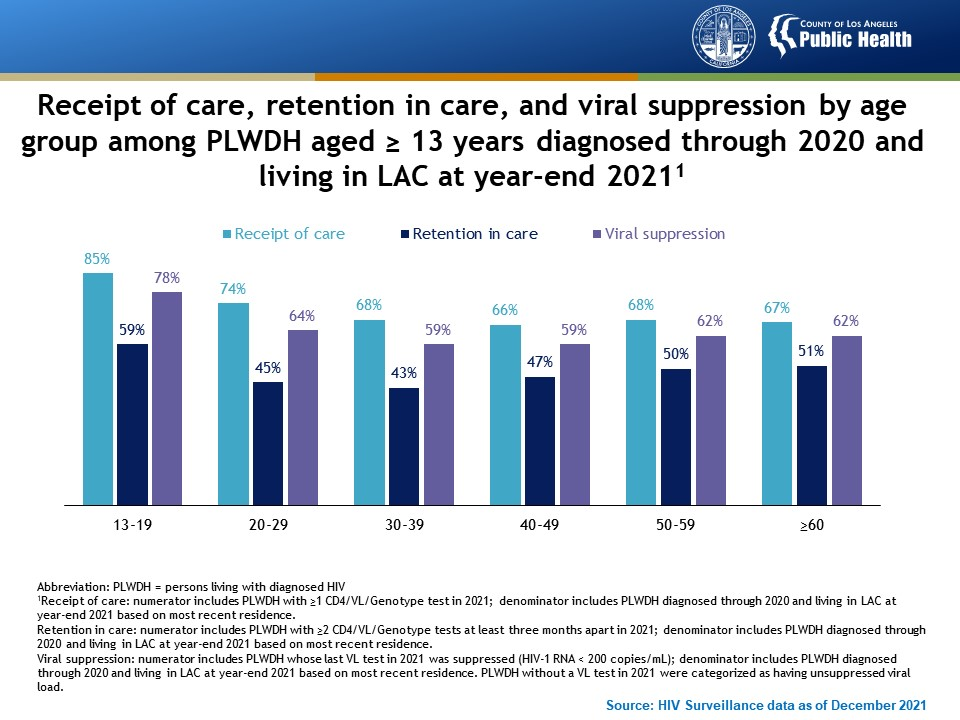 COUNTY OF LOS ANGELES
Public Health
Receipt of care, retention in care, and viral suppression by age
group among PLWDH aged ≥ 13 years diagnosed through 2020 and
living in LAC at year-end 2021¹
Receipt of care
Retention in care
Viral suppression
85%
59%
78%
74%
45%
64%
68%
43%
59%
66%
47%
59%
68%
50%
62%
67%
51%
62%
13-19
20-29
30-39
40-49
50-59
≥60
Abbreviation: PLWDH = persons living with diagnosed HIV
¹Receipt of care: numerator includes PLWDH with ≥1 CD4/VL/Genotype test in 2021; denominator includes PLWDH diagnosed through 2020 and living in LAC at
year-end 2021 based on most recent residence.
Retention in care: numerator includes PLWDH with ≥2 CD4/VL/Genotype tests at least three months apart in 2021; denominator includes PLWDH diagnosed through
2020 and living in LAC at year-end 2021 based on most recent residence.
Viral suppression: numerator includes PLWDH whose last VL test in 2021 was suppressed (HIV-1 RNA < 200 copies/mL); denominator includes PLWDH diagnosed
through 2020 and living in LAC at year-end 2021 based on most recent residence. PLWDH without a VL test in 2021 were categorized as having unsuppressed viral
load.
Source: HIV Surveillance data as of December 2021